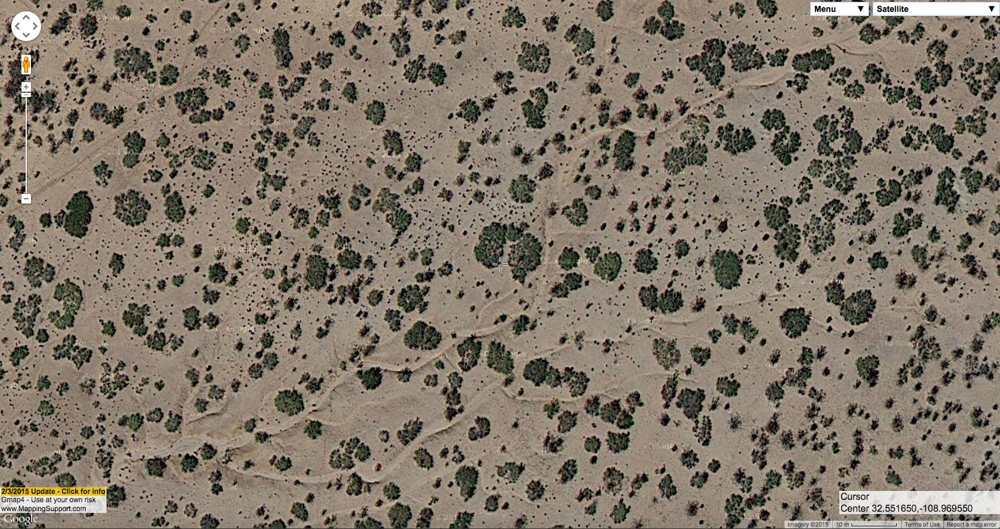 Menu ▼
Satellite ▼
2/3/2015 Update - Click for info
Gmap4 - Use at your own risk
www.MappingSupport.com
Google
Cursor
Center 32.551650,-108.969550
Imagery ©2015
10 m
Terms of Use
Report a map error